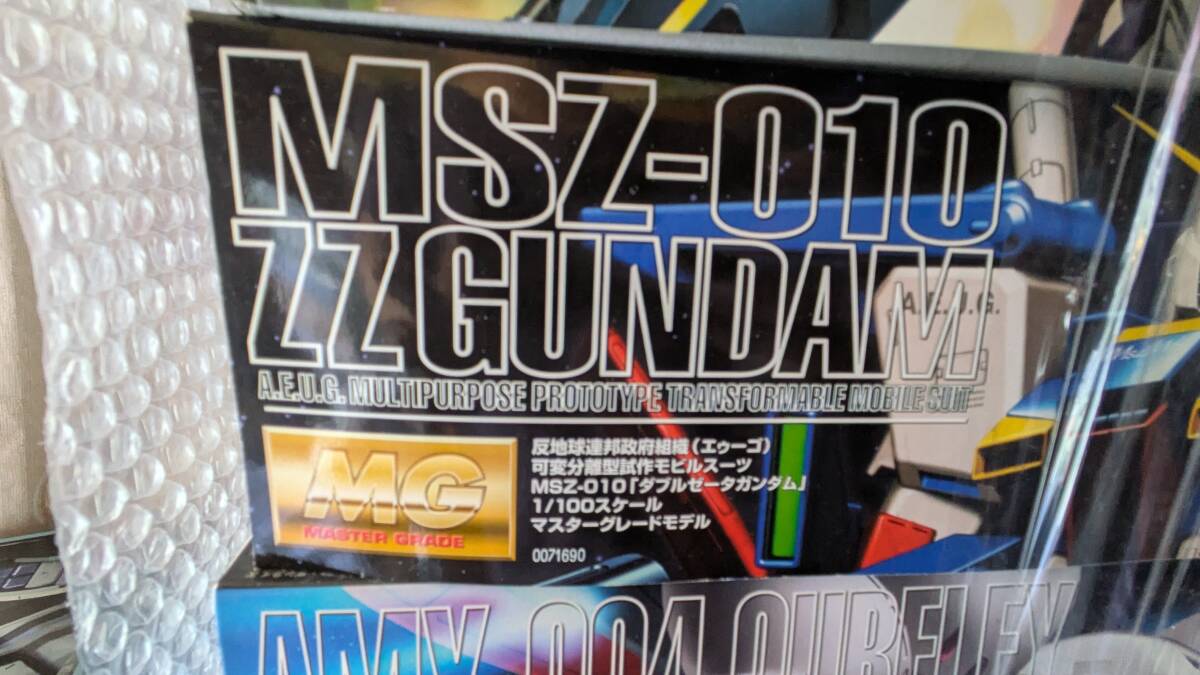 MSZ-010
ZZ GUNDAM
A.E.U.G.
A.E.U.G. MULTIPURPOSE PROTOTYPE TRANSFORMABLE MOBILE SUIT
MG
MASTER GRADE
反地球連邦政府組織(エゥーゴ)
可変分離型試作モビルスーツ
MSZ-010「ダブルゼータガンダム」
1/100スケール
マスターグレードモデル
0071690
AMX-004 QUBELEY